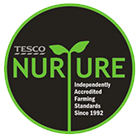 TESCO
NURTURE
Independently
Accredited
Farming
Standards
Since 1992